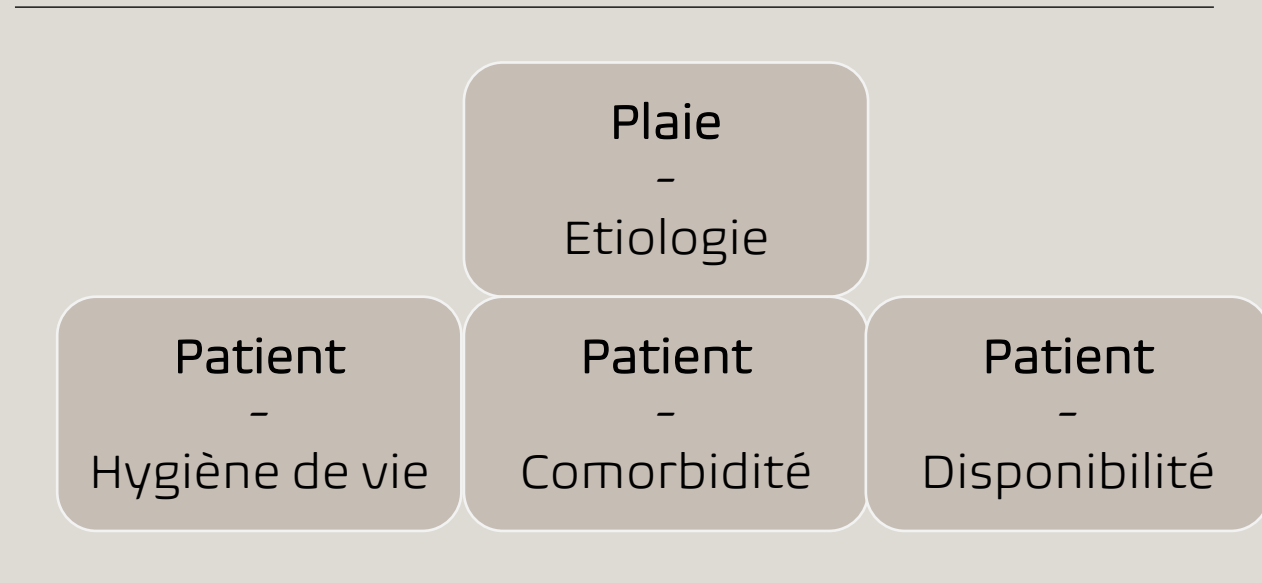 Plaie
-
Etiologie
Patient
-
Hygiène de vie
Patient
-
Comorbidité
Patient
-
Disponibilité